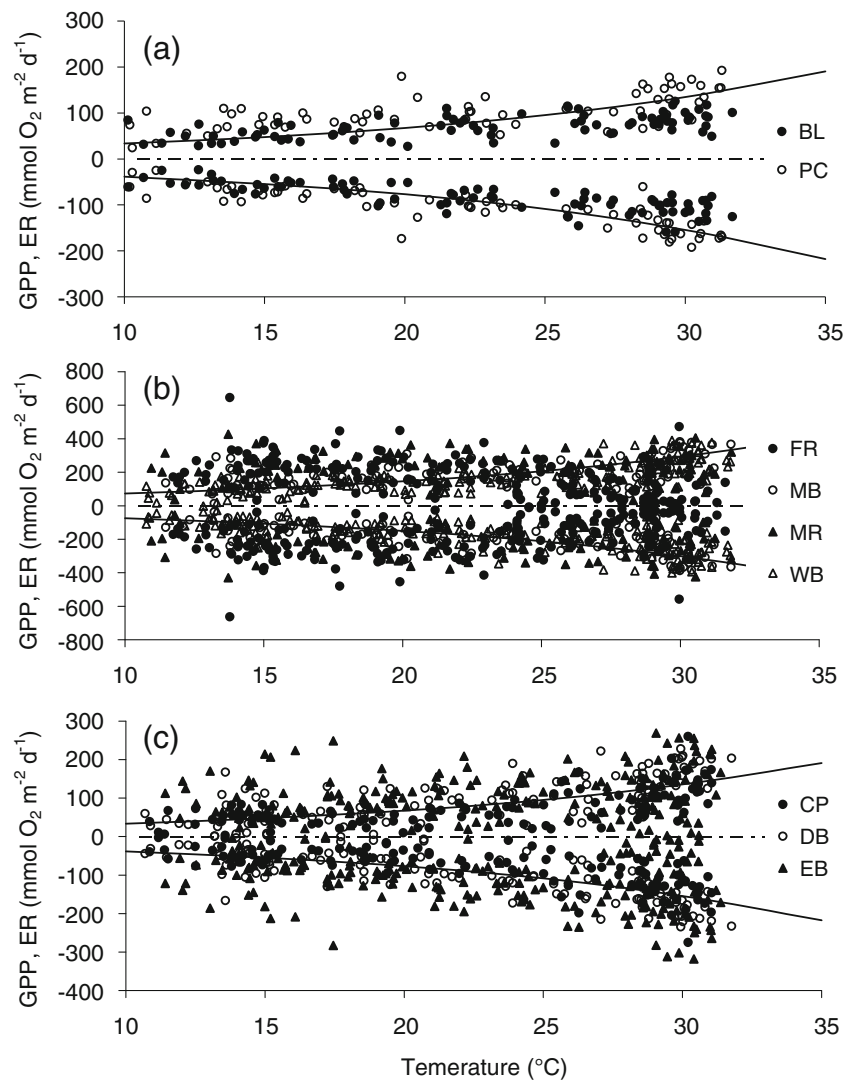 (a)
GPP, ER (mmol O2 m-2 d-1)
300
200
100
0
-100
-200
-300
10 15 20 25 30 35
BL
PC
(b)
GPP, ER (mmol O2 m-2 d-1)
800
600
400
200
0
-200
-400
-600
-800
10 15 20 25 30 35
FR
MB
MR
WB
(c)
GPP, ER (mmol O2 m-2 d-1)
300
200
100
0
-100
-200
-300
-400
10 15 20 25 30 35
CP
DB
EB
Temerature (°C)